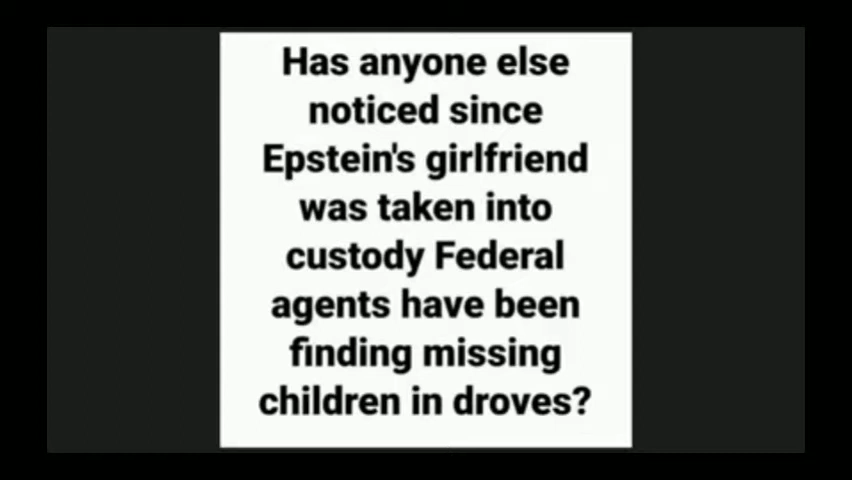 Has anyone else
noticed since
Epstein's girlfriend
was taken into
custody Federal
agents have been
finding missing
children in droves?